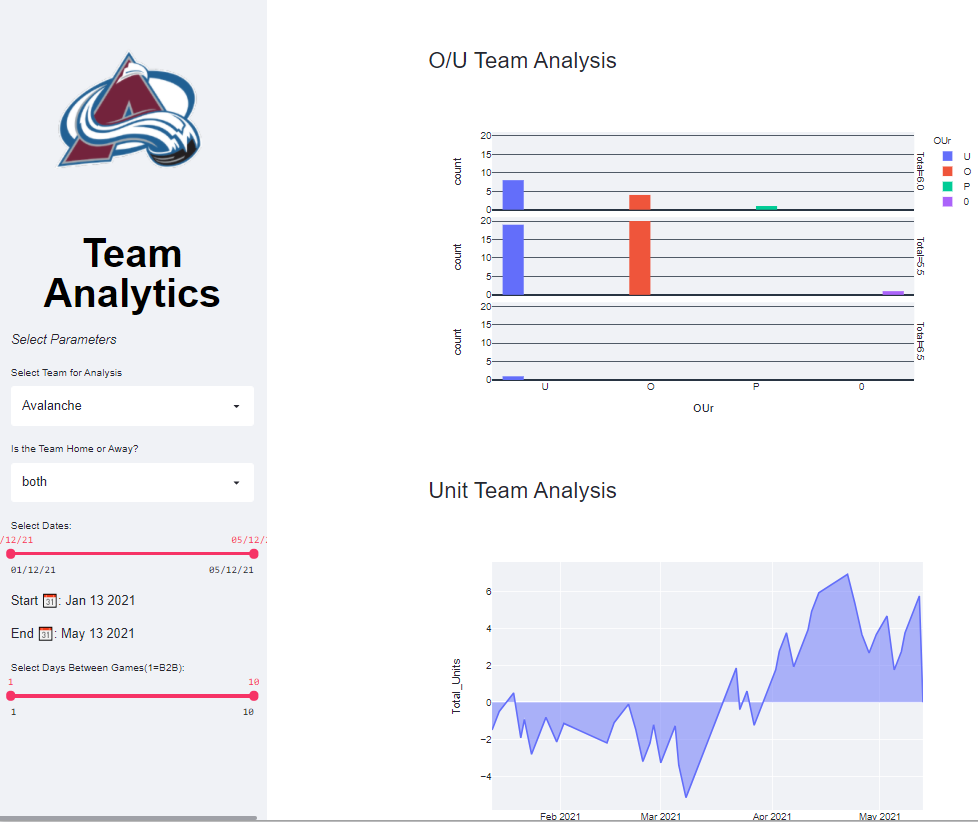 Team
Analytics
Select Parameters
Select Team for Analysis
Avalanche
Is the Team Home or Away?
both
Select Dates:
/12/21 05/12/2
01/12/21 05/12/21
Start 31: Jan 13 2021
End 31: May 13 2021
Select Days Between Games(1=B2B):
1 10
1 10
O/U Team Analysis
OUr
U
O
P
0
20
15
10
5
0
count
Total=6.0
20
15
10
5
0
count
Total=5.5
20
15
10
5
0
count
Total=6.5
U O P 0
OUr
Unit Team Analysis
6
4
2
0
−2
−4
Total_Units
Feb 2021 Mar 2021 Apr 2021 May 2021